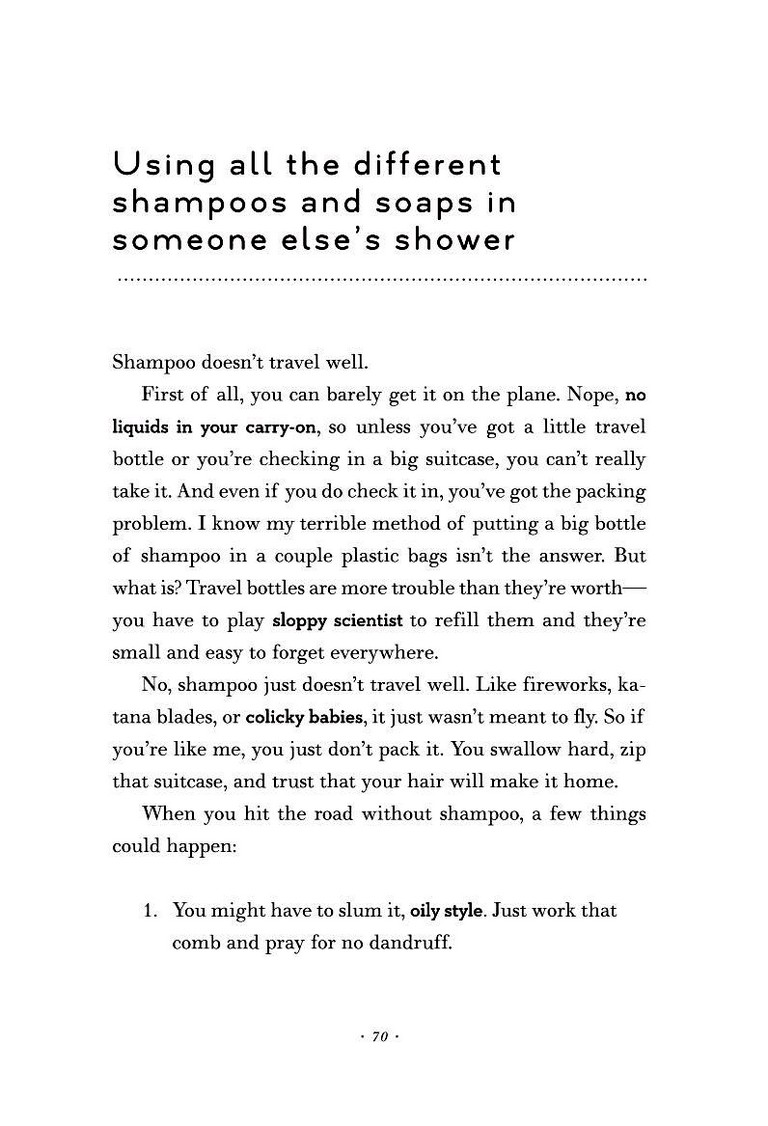 Using all the different
shampoos and soaps in
someone else's shower
Shampoo doesn't travel well.
First of all, you can barely get it on the plane. Nope, no
liquids in your carry-on, so unless you've got a little travel
bottle or you're checking in a big suitcase, you can't really
take it. And even if you do check it in, you've got the packing
problem. I know my terrible method of putting a big bottle
of shampoo in a couple plastic bags isn't the answer. But
what is? Travel bottles are more trouble than they're worth—
you have to play sloppy scientist to refill them and they're
small and easy to forget everywhere.
No, shampoo just doesn't travel well. Like fireworks, ka-
tana blades, or colicky babies, it just wasn't meant to fly. So if
you're like me, you just don't pack it. You swallow hard, zip
that suitcase, and trust that your hair will make it home.
When you hit the road without shampoo, a few things
could happen:
1. You might have to slum it, oily style. Just work that
comb and pray for no dandruff.
· 70 ·